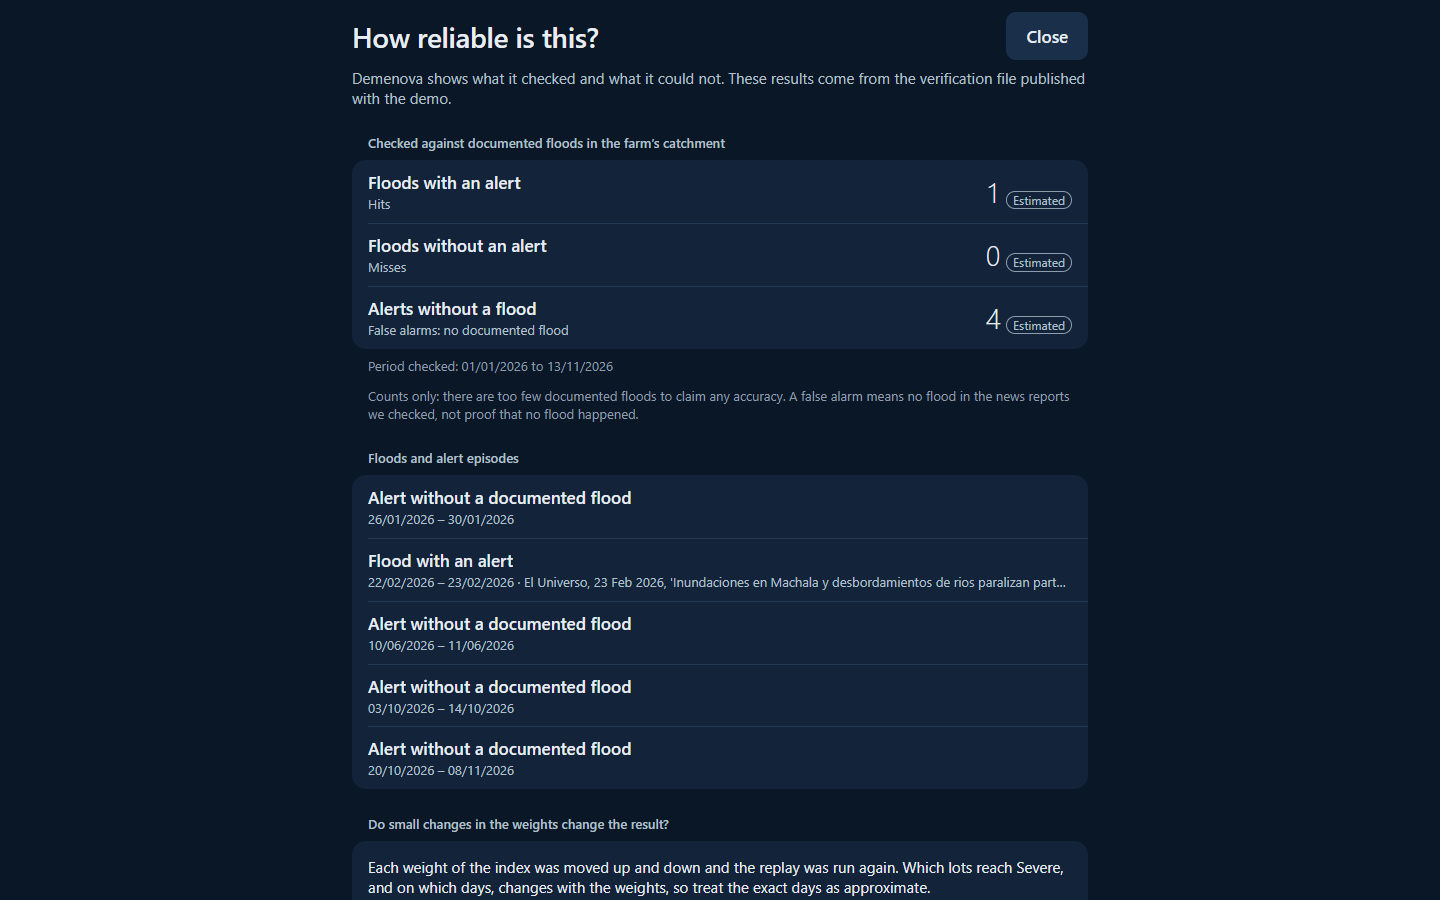 How reliable is this?
Close
Demenova shows what it checked and what it could not. These results come from the verification file published
with the demo.
Checked against documented floods in the farm's catchment
Floods with an alert
Hits
1 Estimated
Floods without an alert
Misses
0 Estimated
Alerts without a flood
False alarms: no documented flood
4 Estimated
Period checked: 01/01/2026 to 13/11/2026
Counts only: there are too few documented floods to claim any accuracy. A false alarm means no flood in the news reports
we checked, not proof that no flood happened.
Floods and alert episodes
Alert without a documented flood
26/01/2026 – 30/01/2026
Flood with an alert
22/02/2026 – 23/02/2026 · El Universo, 23 Feb 2026, 'Inundaciones en Machala y desbordamientos de rios paralizan part...
Alert without a documented flood
10/06/2026 – 11/06/2026
Alert without a documented flood
03/10/2026 – 14/10/2026
Alert without a documented flood
20/10/2026 – 08/11/2026
Do small changes in the weights change the result?
Each weight of the index was moved up and down and the replay was run again. Which lots reach Severe,
and on which days, changes with the weights, so treat the exact days as approximate.